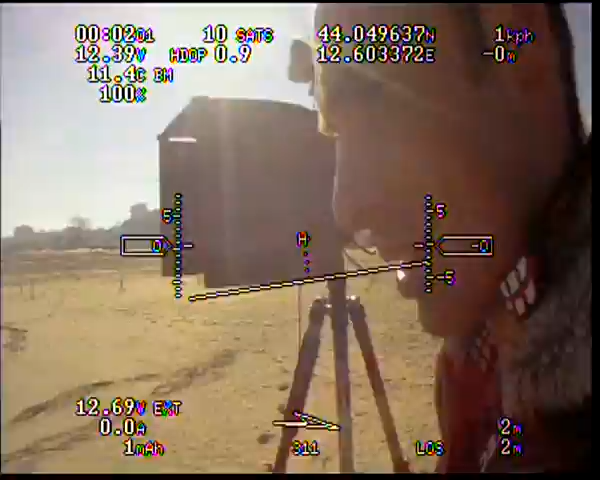 00:0201 10 SATS 44.049637N 1kph
12.39V HDOP 0.9 12.603372E -0m
11.4C BM
100%
5 5
0 H -0
-5
12.69V EXT
0.0A 2m
1mAh 311 LOS 2m